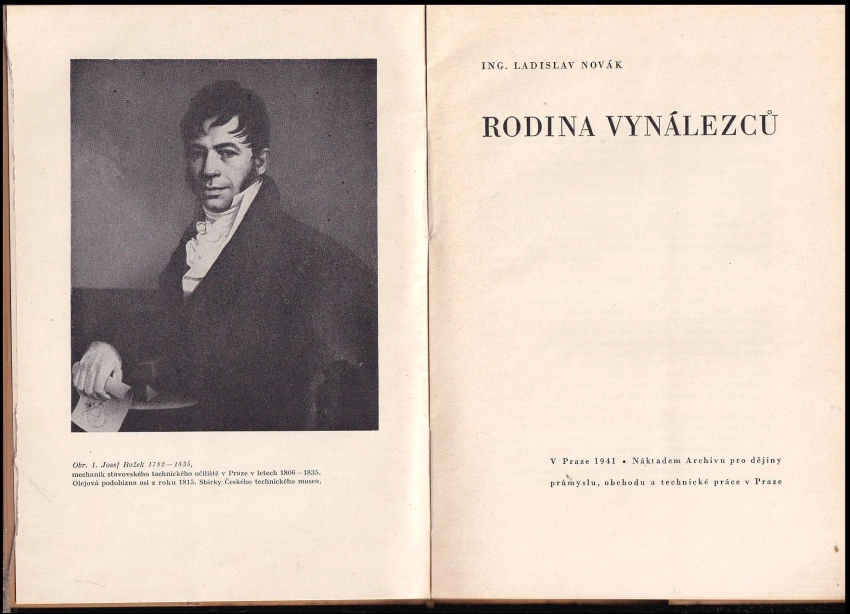 Obr. 1. Josef Božek 1782—1835,
mechanik stavovského technického učiliště v Praze v letech 1806—1835.
Olejová podobizna asi z roku 1815. Sbírky Českého technického musea.
ING. LADISLAV NOVÁK
RODINA VYNÁLEZCŮ
V Praze 1941 • Nákladem Archivu pro dějiny
průmyslu, obchodu a technické práce v Praze